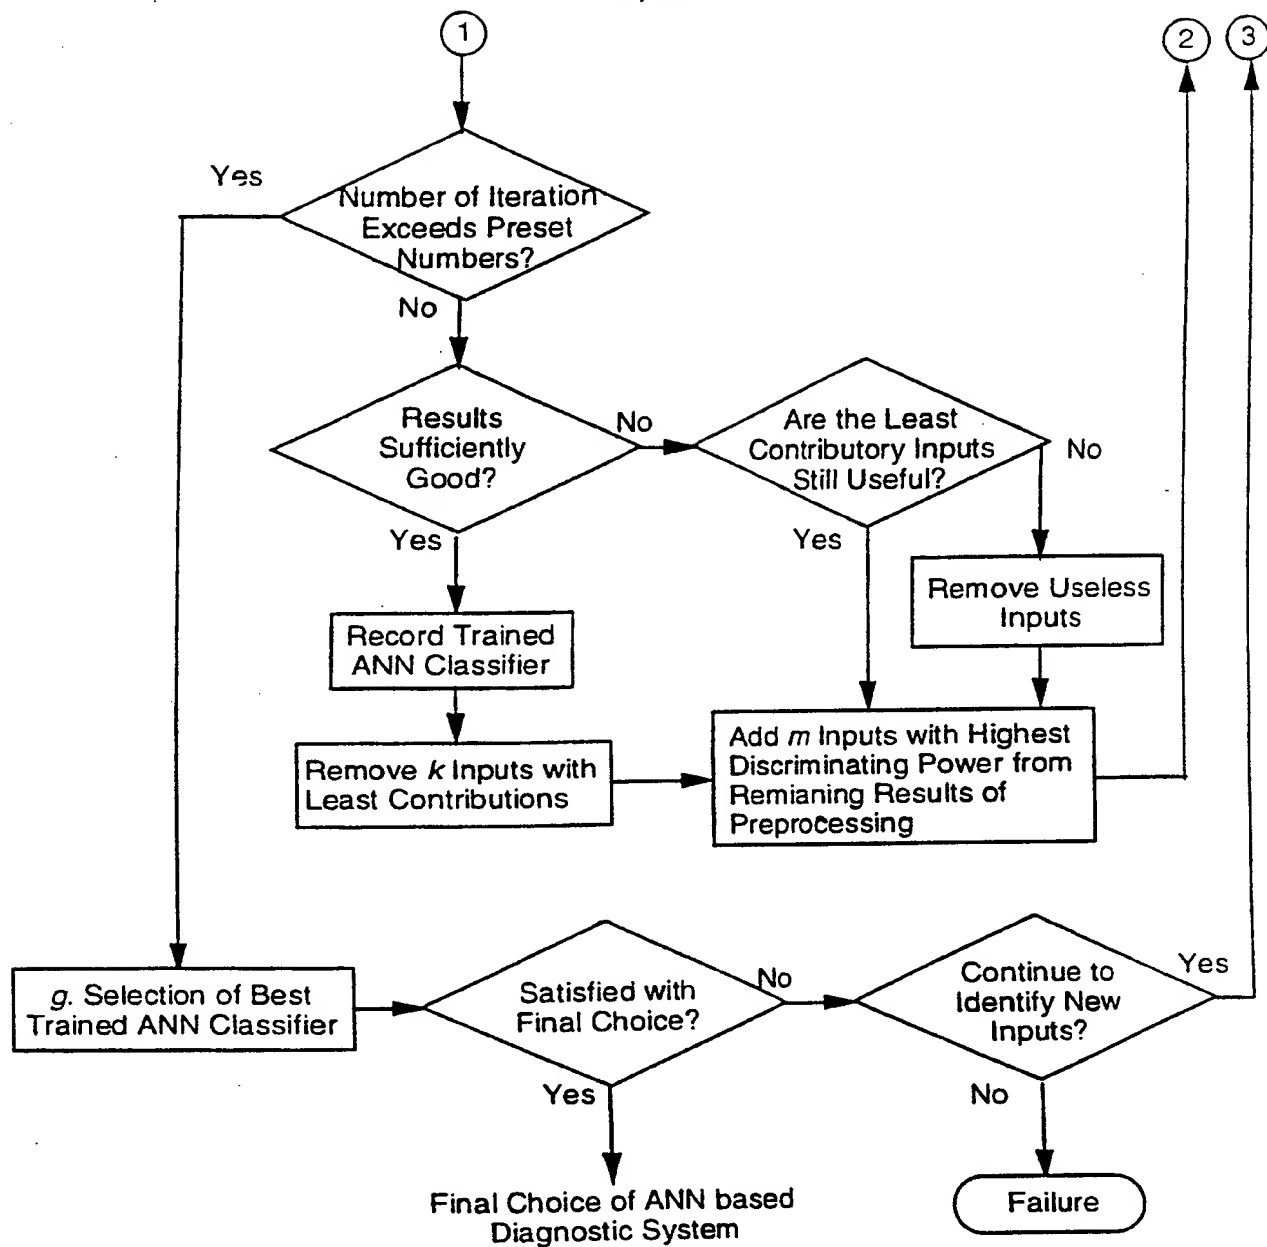 1
2
3
Yes
Number of Iteration
Exceeds Preset
Numbers?
No
Results
Sufficiently
Good?
No
Are the Least
Contributory Inputs
Still Useful?
No
Yes
Yes
Remove Useless
Inputs
Record Trained
ANN Classifier
Remove k Inputs with
Least Contributions
Add m Inputs with Highest
Discriminating Power from
Remianing Results of
Preprocessing
g. Selection of Best
Trained ANN Classifier
Satisfied with
Final Choice?
No
Continue to
Identify New
Inputs?
Yes
Yes
No
Final Choice of ANN based
Diagnostic System
Failure